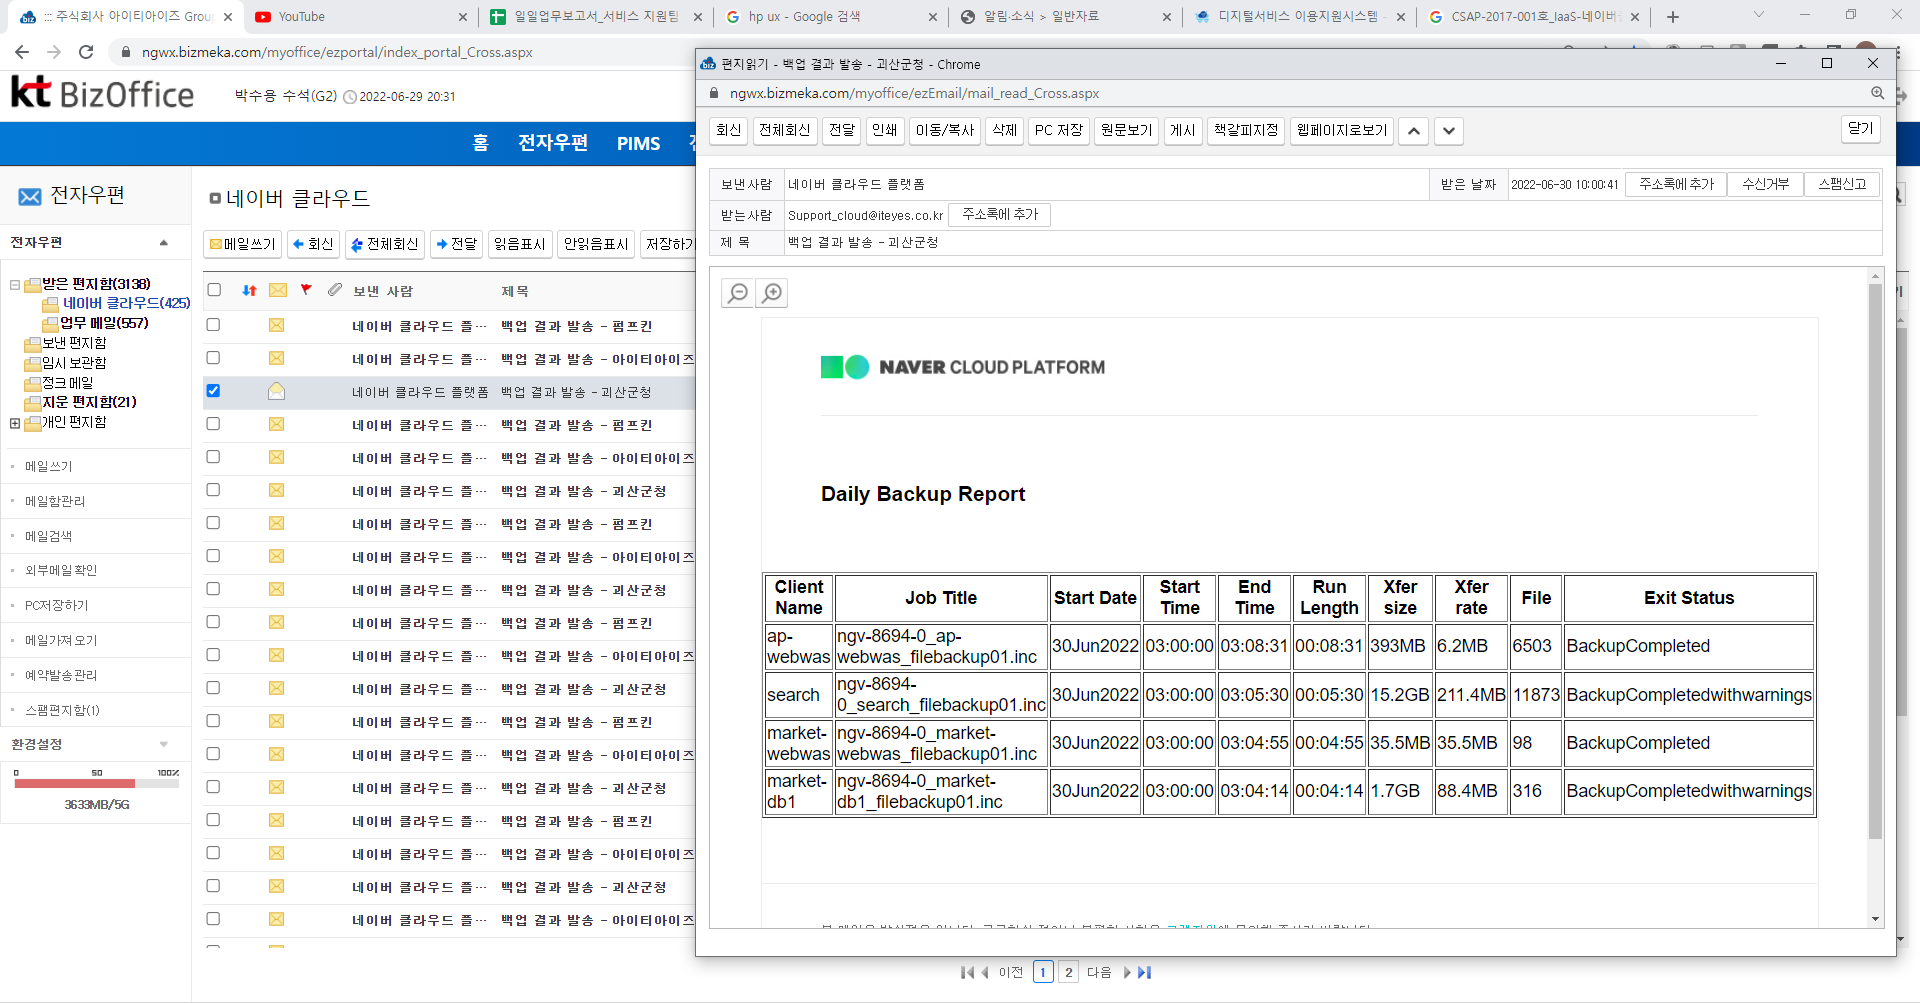 ::: 주식회사 아이티아이즈 Grou
YouTube
일일업무보고서_서비스 지원팀
hp ux - Google 검색
알림·소식 > 일반자료
디지털서비스 이용지원시스템 -
CSAP-2017-001호_IaaS-네이버
ngwx.bizmeka.com/myoffice/ezportal/index_portal_Cross.aspx
kt BizOffice
박수용 수석(G2) 2022-06-29 20:31
홈 전자우편 PIMS
전자우편
전자우편
받은 편지함(3138)
네이버 클라우드(425)
업무 메일(557)
보낸 편지함
임시 보관함
정크 메일
지운 편지함(21)
개인 편지함
메일쓰기
메일함관리
메일검색
외부메일확인
PC저장하기
메일가져오기
예약발송관리
스팸편지함(1)
환경설정
0 50 100%
3633MB/5G
네이버 클라우드
메일쓰기 회신 전체회신 전달 읽음표시 안읽음표시 저장하기
보낸 사람 제목
네이버 클라우드 플… 백업 결과 발송 - 펌프킨
네이버 클라우드 플… 백업 결과 발송 - 아이티아이즈
네이버 클라우드 플랫폼 백업 결과 발송 - 괴산군청
네이버 클라우드 플… 백업 결과 발송 - 펌프킨
네이버 클라우드 플… 백업 결과 발송 - 아이티아이즈
네이버 클라우드 플… 백업 결과 발송 - 괴산군청
네이버 클라우드 플… 백업 결과 발송 - 펌프킨
네이버 클라우드 플… 백업 결과 발송 - 아이티아이즈
네이버 클라우드 플… 백업 결과 발송 - 괴산군청
네이버 클라우드 플… 백업 결과 발송 - 펌프킨
네이버 클라우드 플… 백업 결과 발송 - 아이티아이즈
네이버 클라우드 플… 백업 결과 발송 - 괴산군청
네이버 클라우드 플… 백업 결과 발송 - 펌프킨
네이버 클라우드 플… 백업 결과 발송 - 아이티아이즈
네이버 클라우드 플… 백업 결과 발송 - 괴산군청
네이버 클라우드 플… 백업 결과 발송 - 펌프킨
네이버 클라우드 플… 백업 결과 발송 - 아이티아이즈
네이버 클라우드 플… 백업 결과 발송 - 괴산군청
네이버 클라우드 플… 백업 결과 발송 - 아이티아이즈
이전 1 2 다음
편지읽기 - 백업 결과 발송 - 괴산군청 - Chrome
ngwx.bizmeka.com/myoffice/ezEmail/mail_read_Cross.aspx
회신 전체회신 전달 인쇄 이동/복사 삭제 PC 저장 원문보기 게시 책갈피지정 웹페이지로보기 닫기
보낸사람 네이버 클라우드 플랫폼 받은 날짜 2022-06-30 10:00:41 주소록에 추가 수신거부 스팸신고
받는사람 Support_cloud@iteyes.co.kr 주소록에 추가
제 목 백업 결과 발송 - 괴산군청
NAVER CLOUD PLATFORM
Daily Backup Report
Client Name Job Title Start Date Start Time End Time Run Length Xfer size Xfer rate File Exit Status
ap-webwas ngv-8694-0_ap-webwas_filebackup01.inc 30Jun2022 03:00:00 03:08:31 00:08:31 393MB 6.2MB 6503 BackupCompleted
search ngv-8694-0_search_filebackup01.inc 30Jun2022 03:00:00 03:05:30 00:05:30 15.2GB 211.4MB 11873 BackupCompletedwithwarnings
market-webwas ngv-8694-0_market-webwas_filebackup01.inc 30Jun2022 03:00:00 03:04:55 00:04:55 35.5MB 35.5MB 98 BackupCompleted
market-db1 ngv-8694-0_market-db1_filebackup01.inc 30Jun2022 03:00:00 03:04:14 00:04:14 1.7GB 88.4MB 316 BackupCompletedwithwarnings